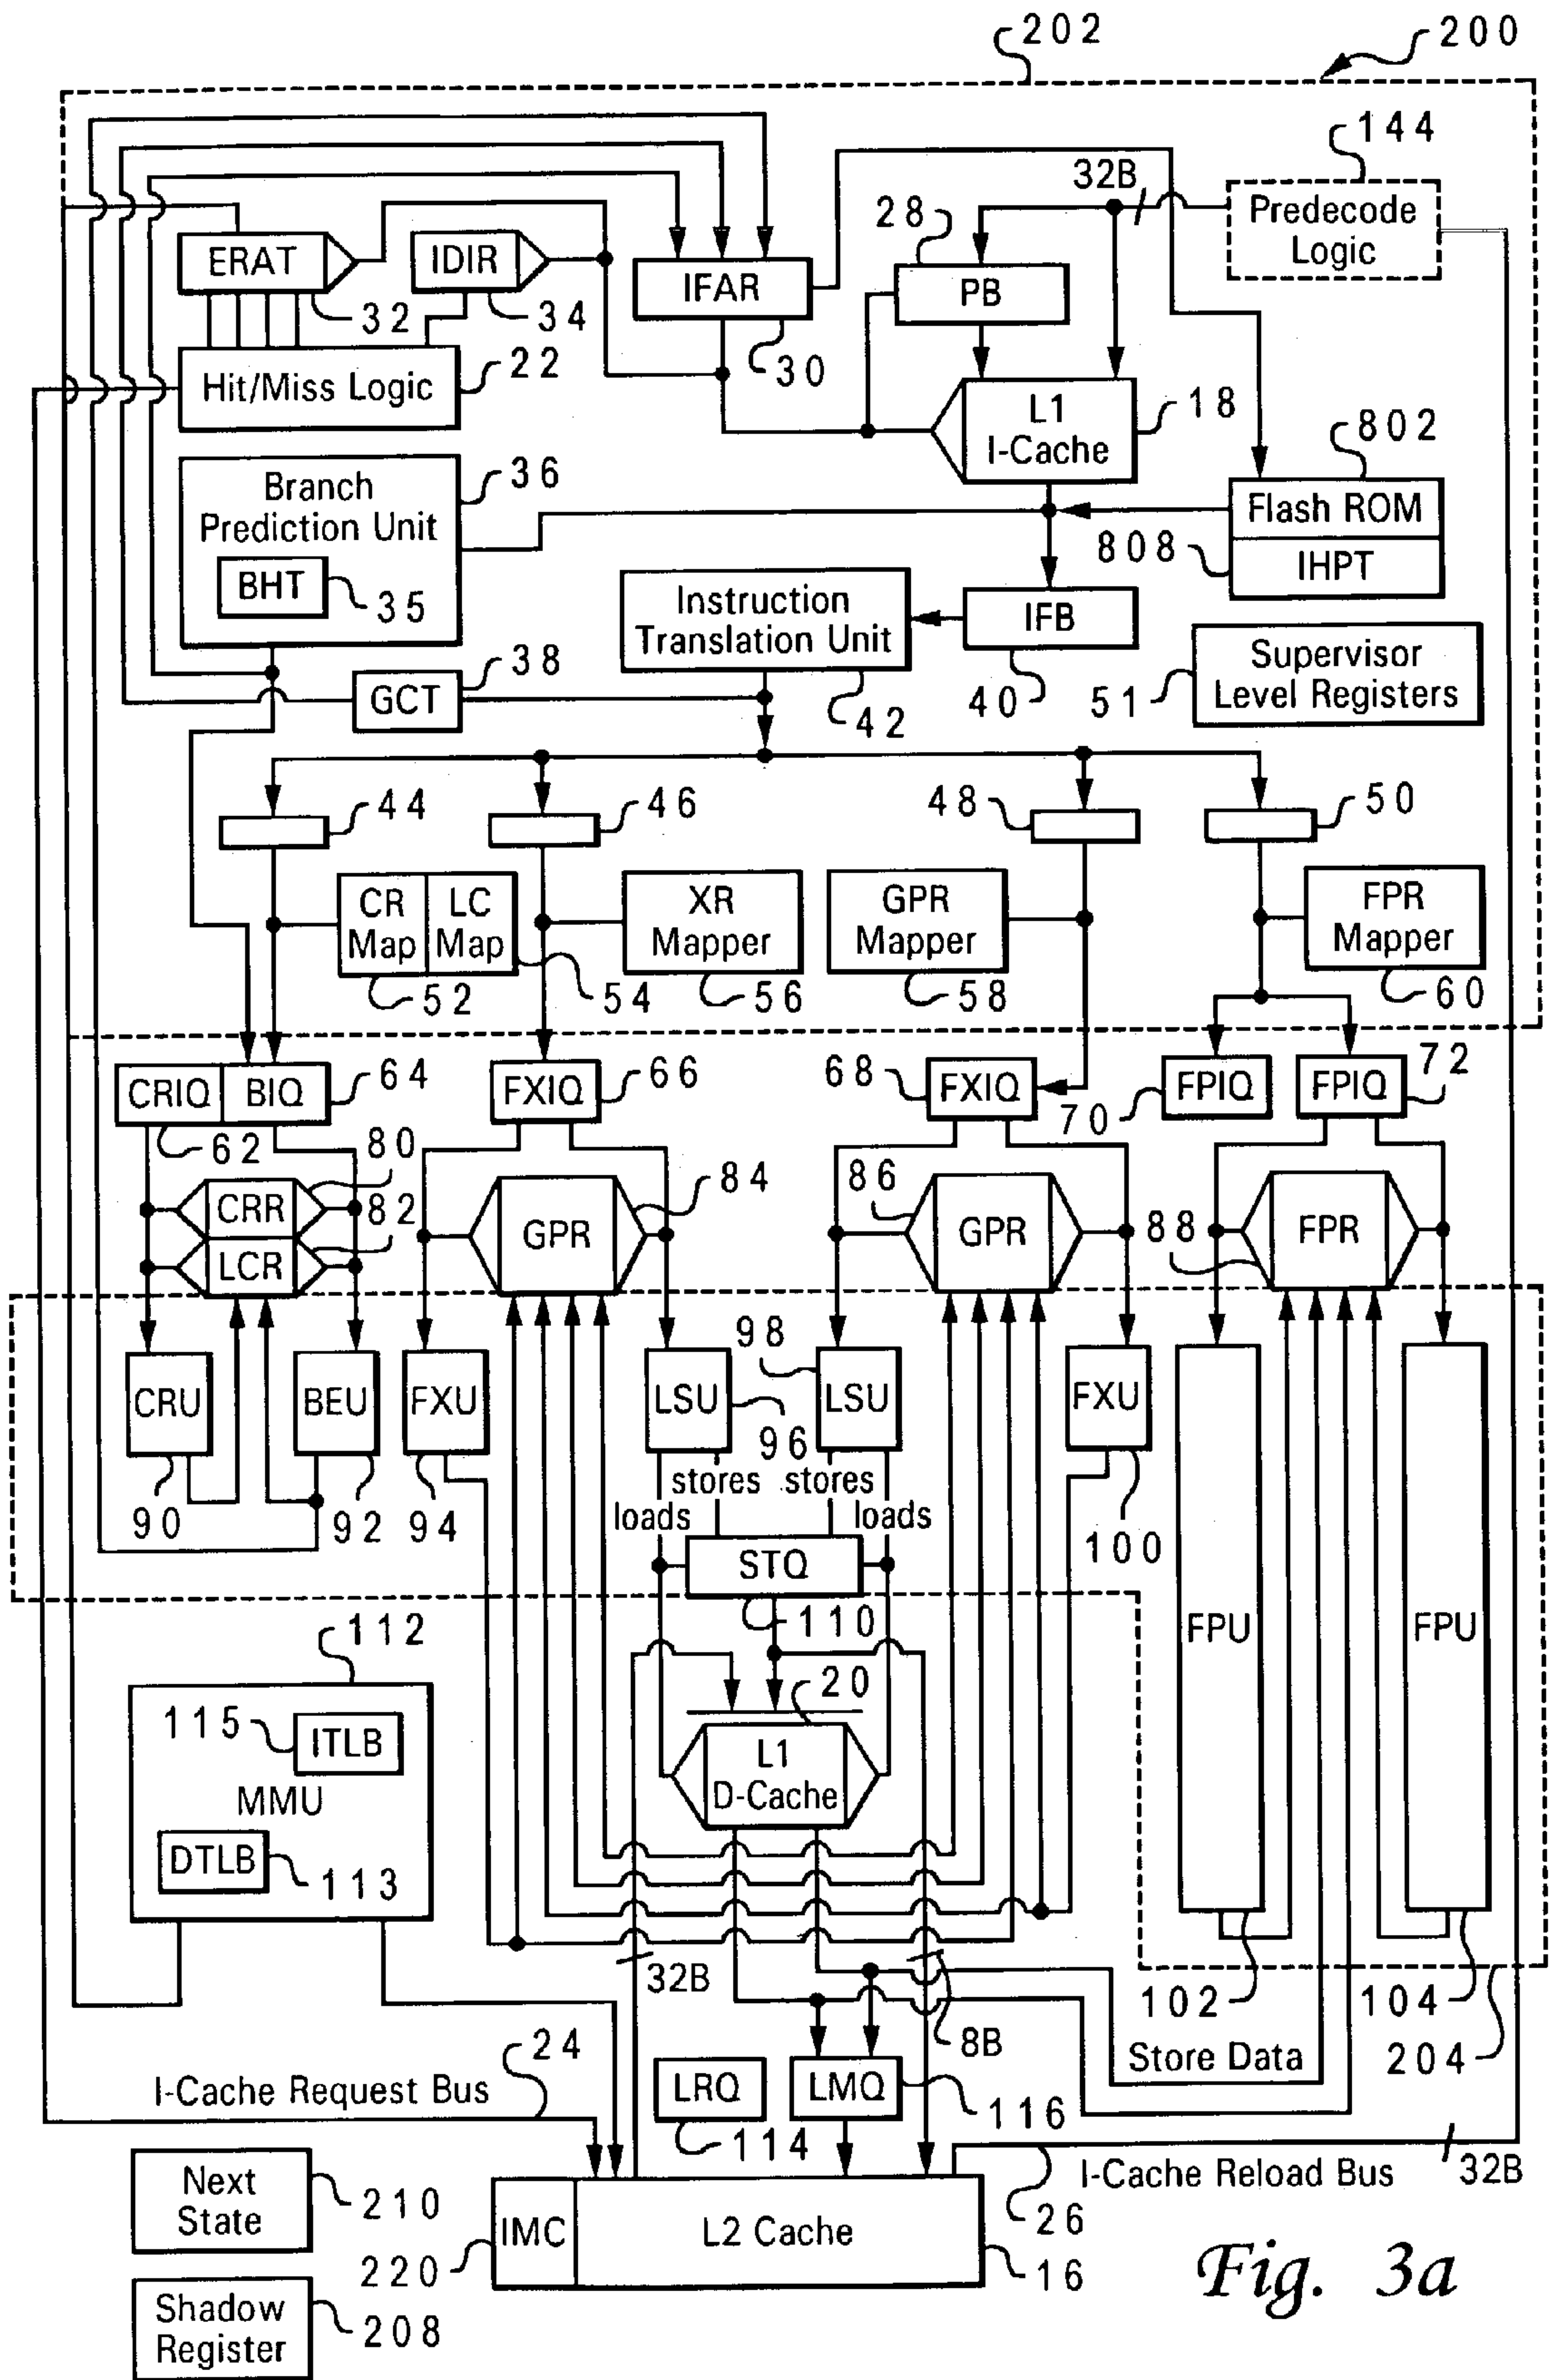 202
200
144
32B
Predecode
Logic
28
ERAT
IDIR
IFAR
PB
32
34
30
Hit/Miss Logic
22
L1
I-Cache
18
802
Branch
Prediction Unit
36
Flash ROM
808
IHPT
BHT
35
Instruction
Translation Unit
IFB
Supervisor
Level Registers
38
GCT
42
40
51
44
46
48
50
CR
Map
LC
Map
XR
Mapper
GPR
Mapper
FPR
Mapper
52
54
56
58
60
CRIQ
BIQ
64
FXIQ
66
68
FXIQ
70
FPIQ
FPIQ
72
62
80
CRR
82
LCR
GPR
84
86
GPR
88
FPR
98
CRU
BEU
FXU
LSU
LSU
FXU
96
90
92
94
stores
stores
loads
loads
100
STQ
110
FPU
FPU
112
115
ITLB
20
MMU
L1
D-Cache
DTLB
113
32B
102
104
8B
24
Store Data
204
I-Cache Request Bus
LRQ
LMQ
116
114
I-Cache Reload Bus
32B
Next
State
210
26
IMC
L2 Cache
220
16
Shadow
Register
208
Fig. 3a